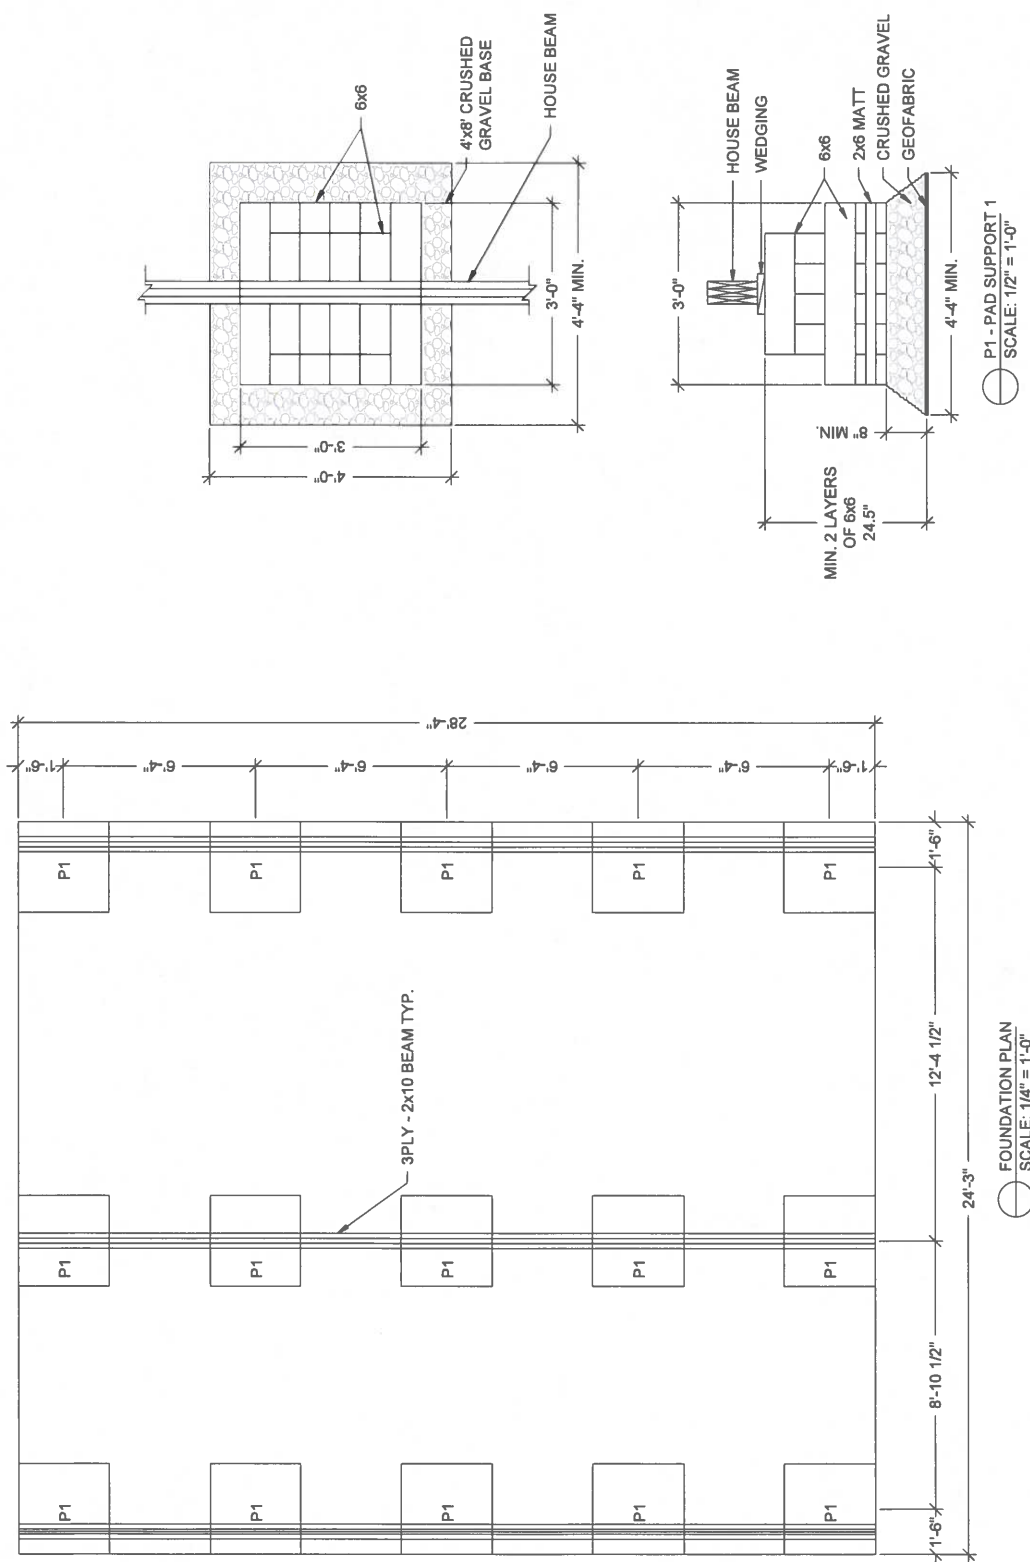 6x6
4'x8' CRUSHED
GRAVEL BASE
HOUSE BEAM
3'-0"
4'-4" MIN.
3'-0"
4'-0"
HOUSE BEAM
WEDGING
6x6
2x6 MATT
CRUSHED GRAVEL
GEOFABRIC
3'-0"
4'-4" MIN.
8" MIN.
MIN. 2 LAYERS
OF 6x6
24.5"
P1 - PAD SUPPORT 1
SCALE: 1/2" = 1'-0"
28'-4"
1'-6"
6'-4"
6'-4"
6'-4"
6'-4"
1'-6"
P1
P1
P1
P1
P1
3PLY - 2x10 BEAM TYP.
P1
P1
P1
P1
P1
P1
P1
P1
P1
P1
1'-6"
12'-4 1/2"
8'-10 1/2"
1'-6"
24'-3"
FOUNDATION PLAN
SCALE: 1/4" = 1'-0"